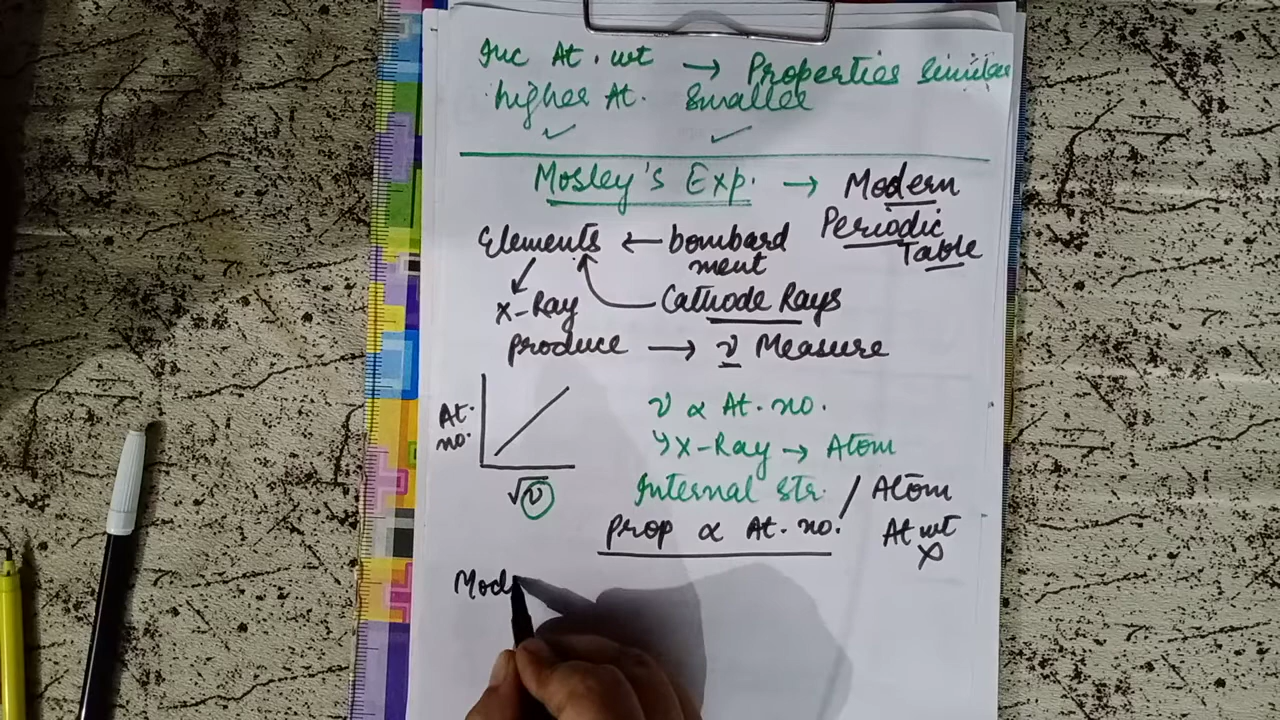 Inc At. wt → Properties similar
higher At. smaller
Mosley's Exp. → Modern
Periodic
Table
Elements ← bombard
ment
X-Ray
Cathode Rays
produce → ν Measure
At.
no.
√ν
ν ∝ At. no.
↳ X-Ray → Atom
Internal Str. / Atom
prop ∝ At. no.
At wt
X
Mod